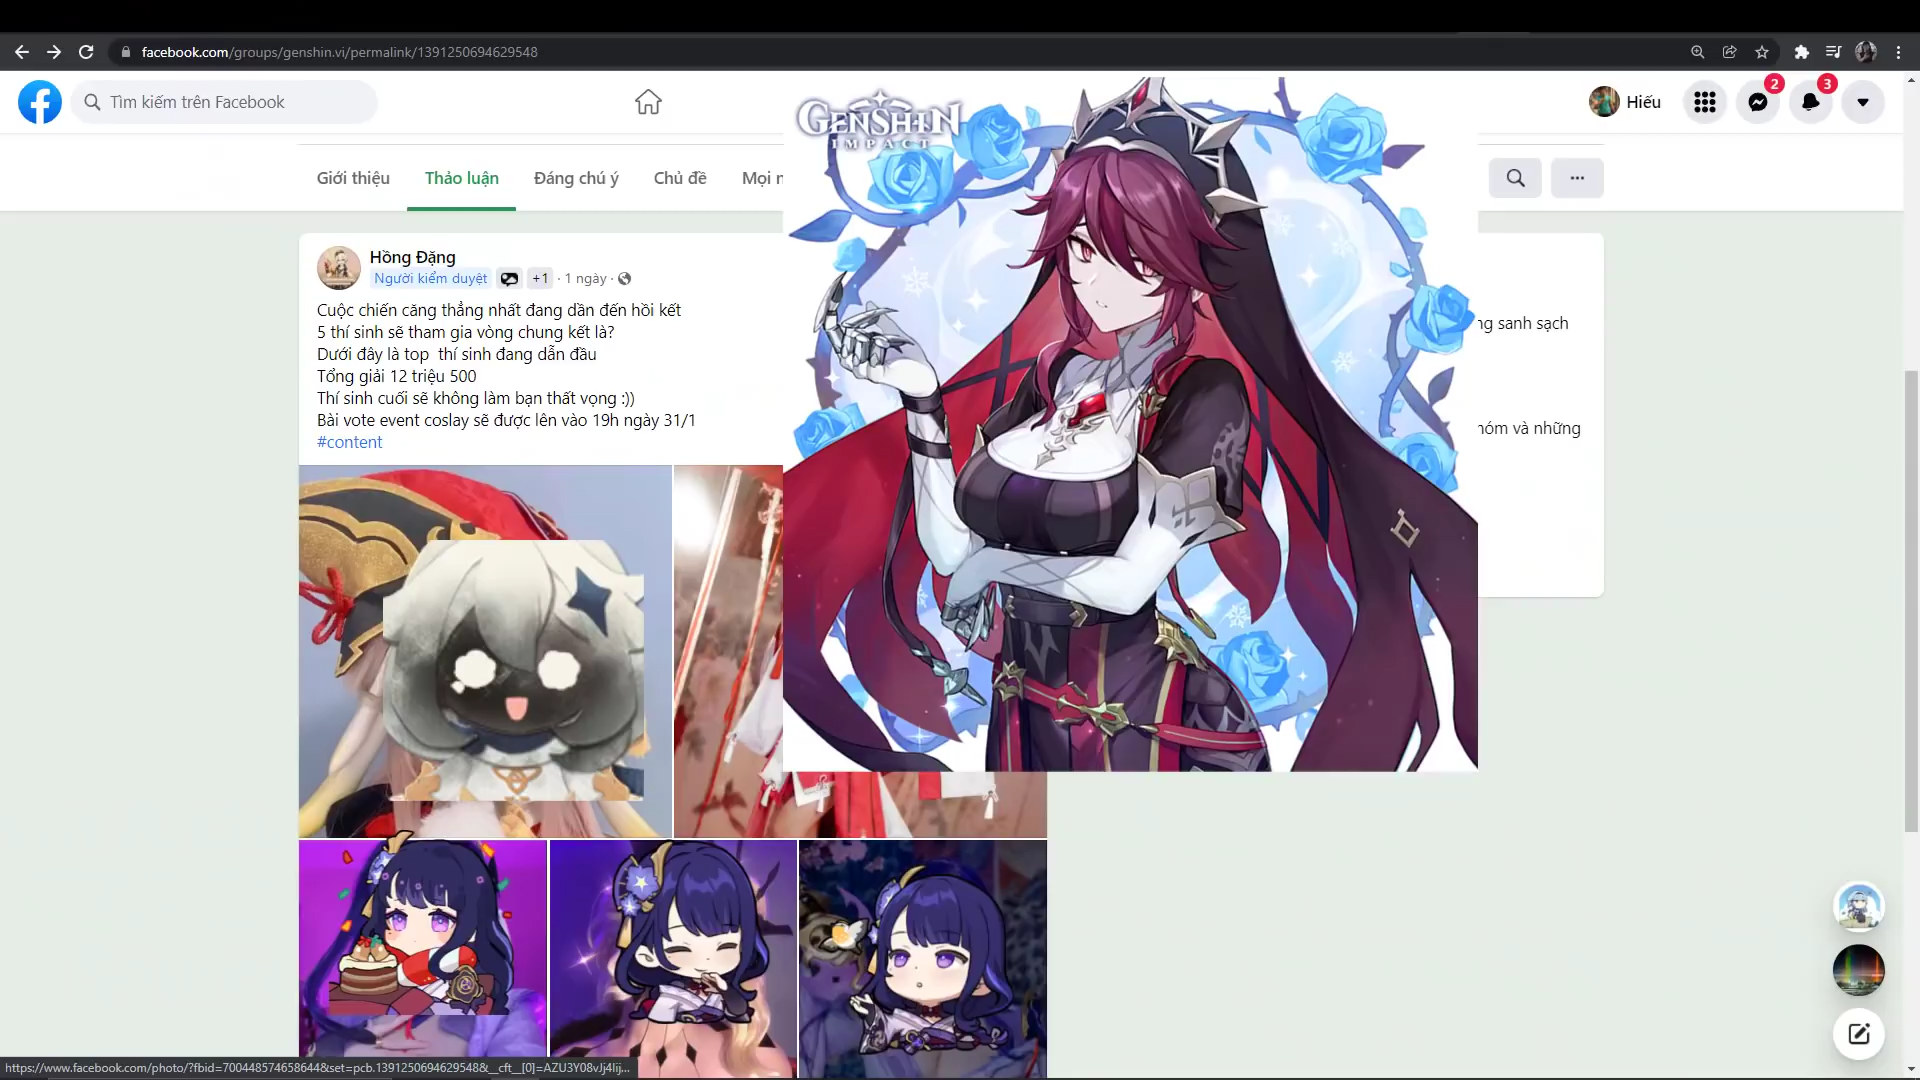 facebook.com/groups/genshin.vi/permalink/1391250694629548
Tìm kiếm trên Facebook
Hiếu
2
3
GENSHIN
IMPACT
Giới thiệu
Thảo luận
Đáng chú ý
Chủ đề
Mọi n
Hồng Đặng
Người kiểm duyệt
+1 · 1 ngày ·
Cuộc chiến căng thẳng nhất đang dần đến hồi kết
5 thí sinh sẽ tham gia vòng chung kết là?
Dưới đây là top thí sinh đang dẫn đầu
Tổng giải 12 triệu 500
Thí sinh cuối sẽ không làm bạn thất vọng :))
Bài vote event coslay sẽ được lên vào 19h ngày 31/1
#content
ng sanh sạch
hóm và những
https://www.facebook.com/photo/?fbid=700448574658644&set=pcb.1391250694629548&__cft__[0]=AZU3Y08vJj4Iij...